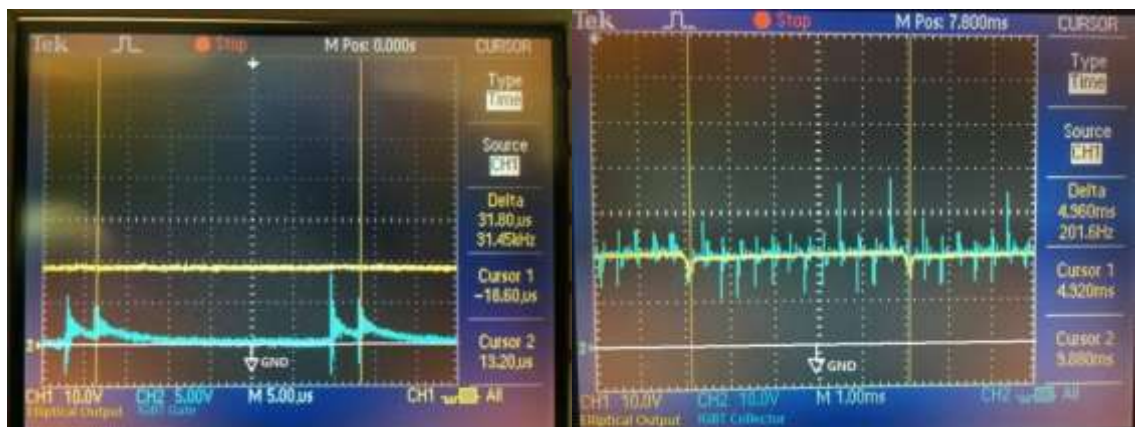 Tek
Stop
M Pos: 0.000s
CURSOR
Type
Time
Source
CH1
Delta
31.80µs
31.45kHz
Cursor 1
-18.60µs
Cursor 2
13.20µs
2
GND
CH1 10.0V CH2 5.00V M 5.00µs CH1 All
Elliptical Output IGBT Gate
Tek
Stop
M Pos: 7.800ms
CURSOR
Type
Time
Source
CH1
Delta
4.960ms
201.6Hz
Cursor 1
4.920ms
Cursor 2
9.880ms
GND
CH1 10.0V CH2 10.0V M 1.00ms CH2 All
Elliptical Output IGBT Collector